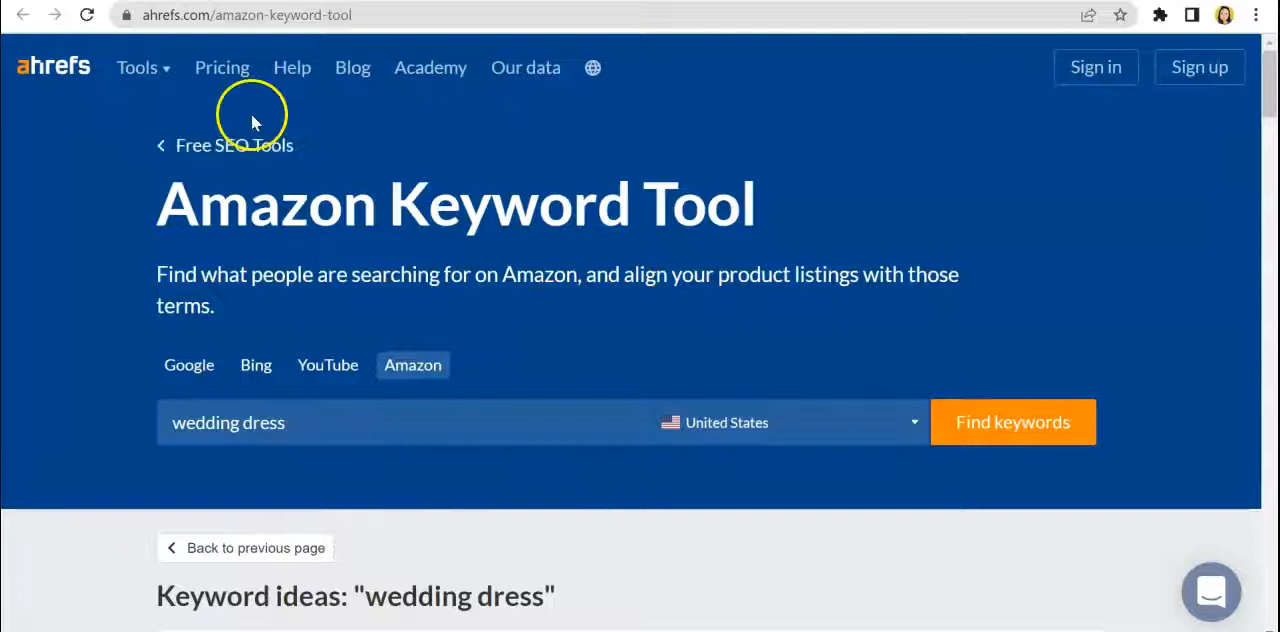 ahrefs.com/amazon-keyword-tool
ahrefs Tools Pricing Help Blog Academy Our data Sign in Sign up
Free SEO Tools
Amazon Keyword Tool
Find what people are searching for on Amazon, and align your product listings with those
terms.
Google Bing YouTube Amazon
wedding dress United States Find keywords
Back to previous page
Keyword ideas: "wedding dress"